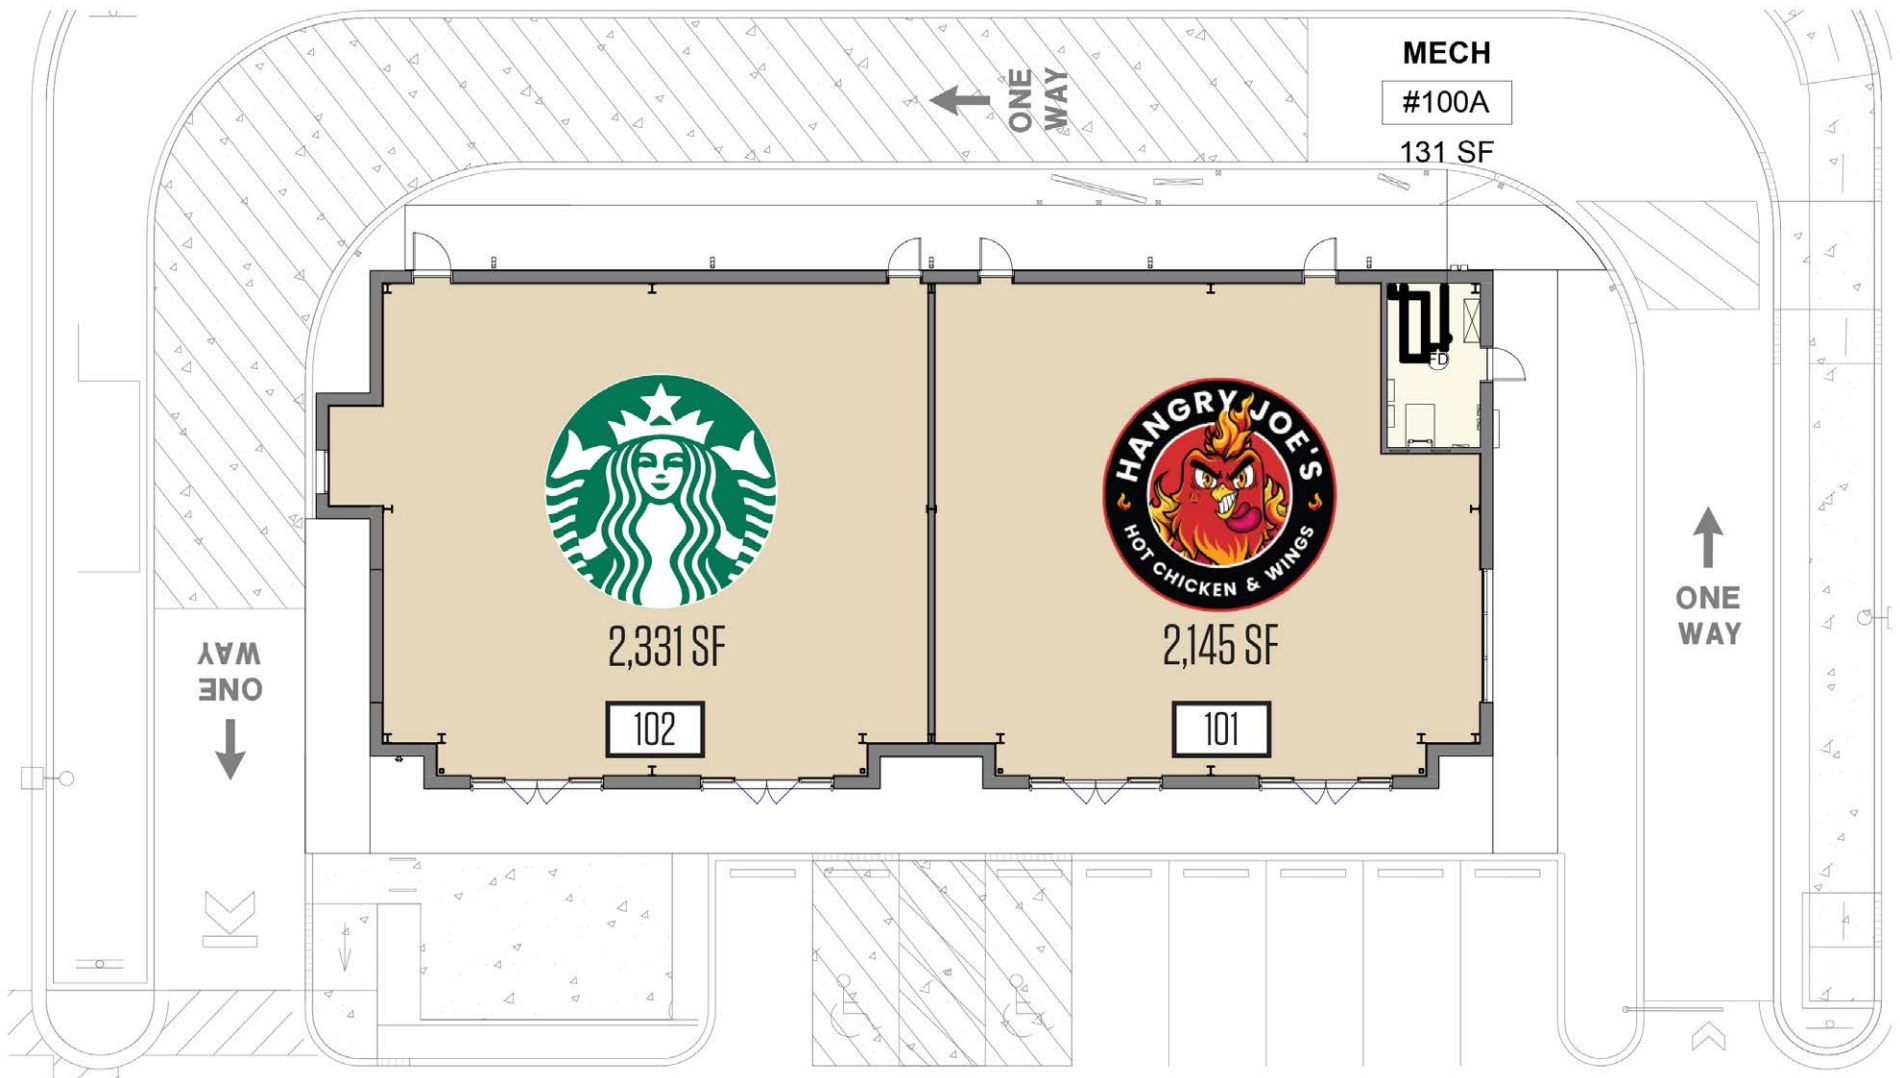 MECH
#100A
131 SF
ONE
WAY
FD
HANGRY JOE'S
HOT CHICKEN & WINGS
2,331 SF
2,145 SF
102
101
ONE
WAY
ONE
WAY